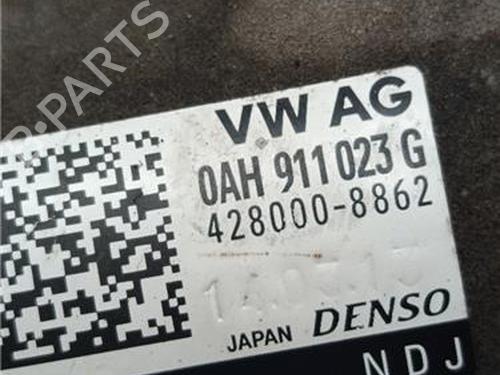 B-PARTS
VW AG
0AH 911 023 G
428000-8862
JAPAN DENSO
NDJ